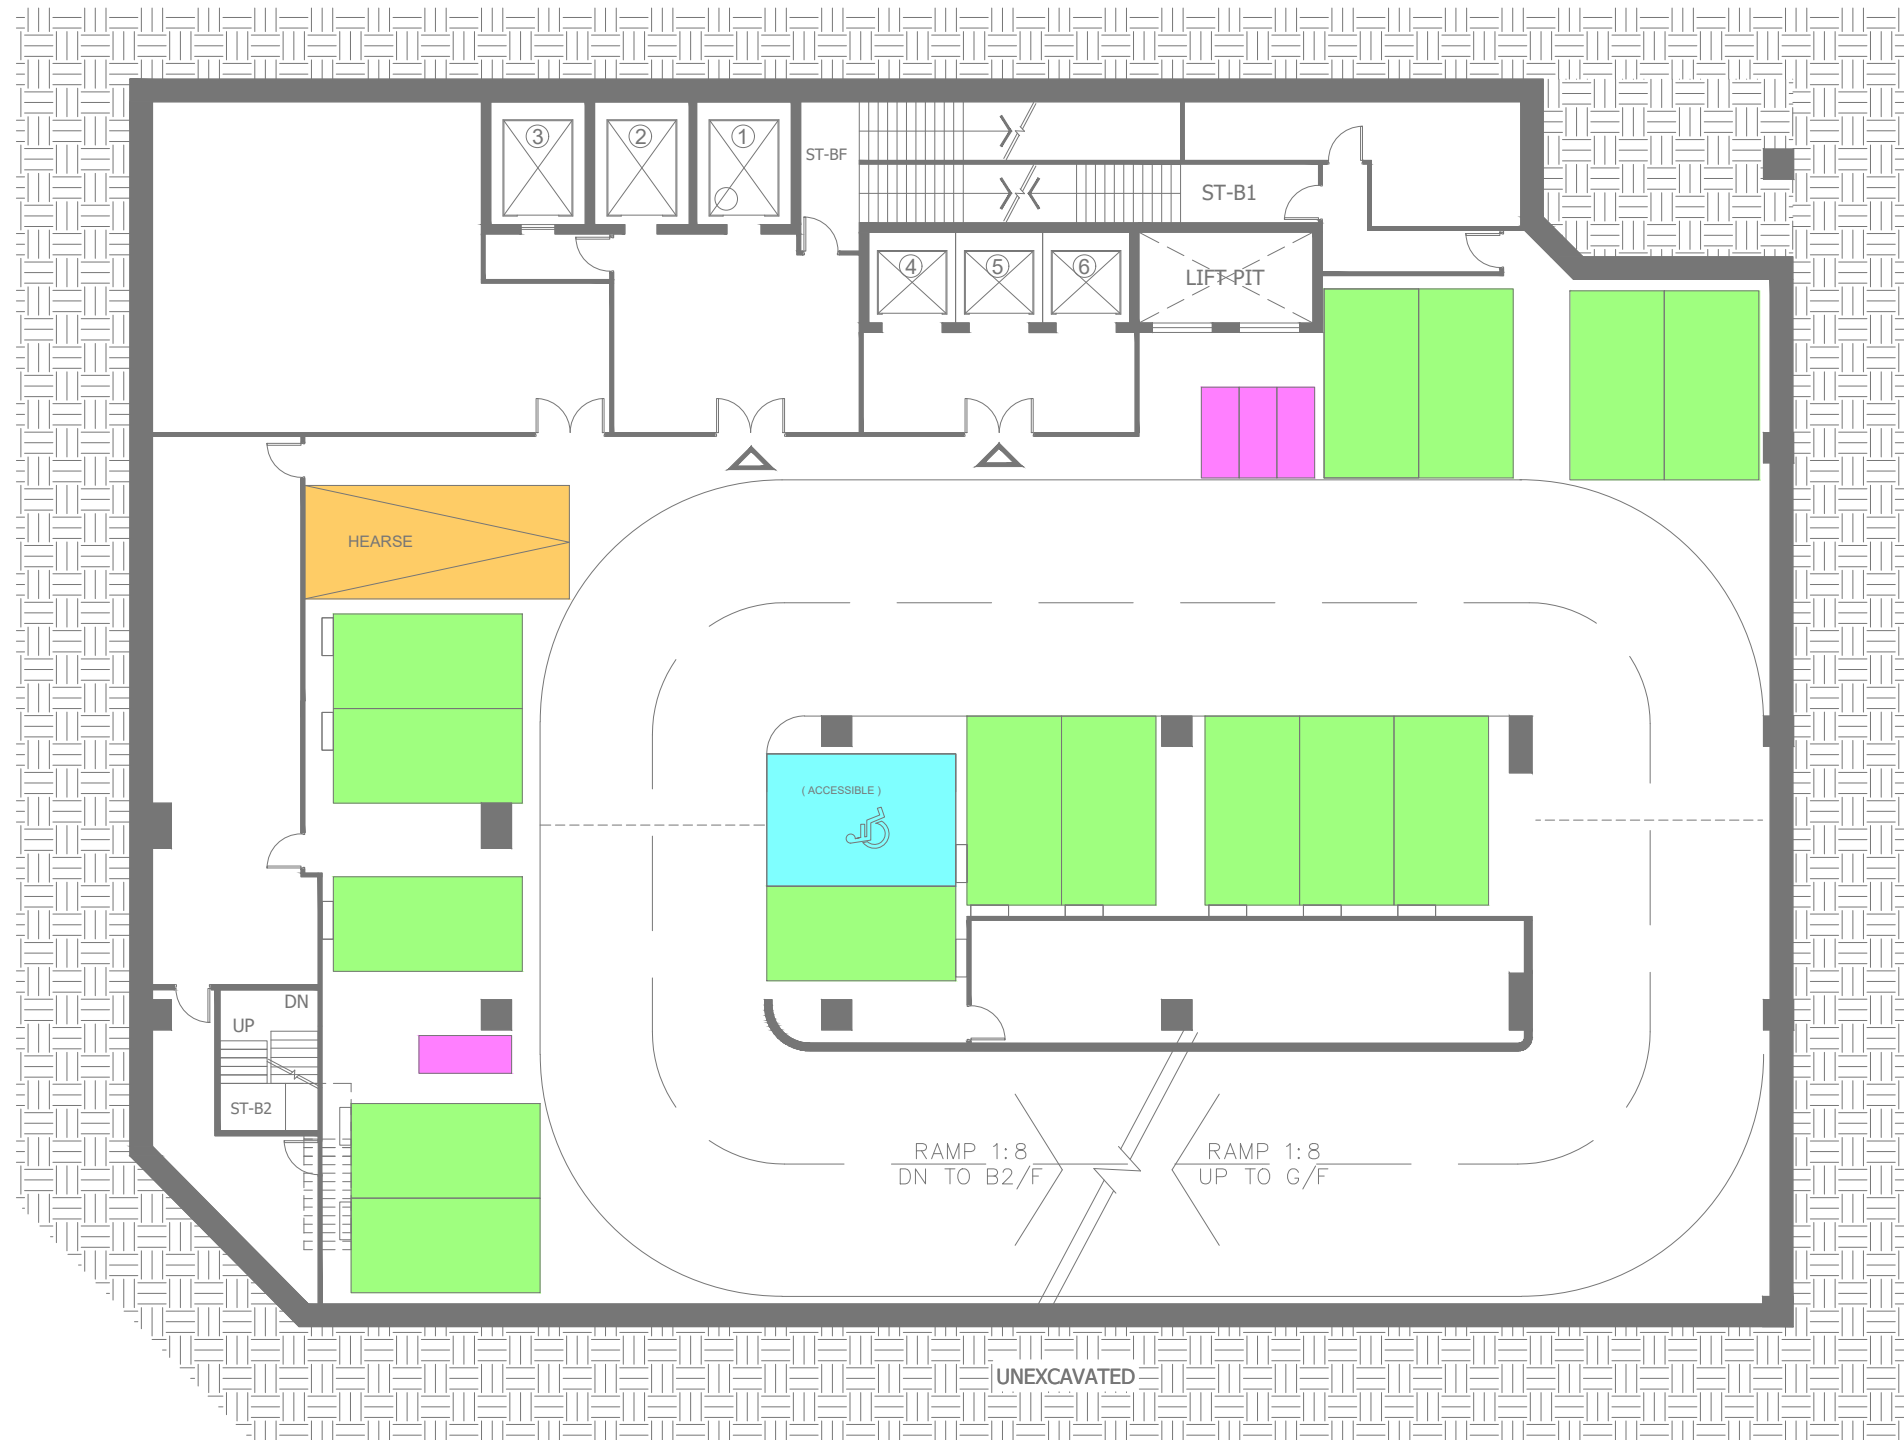 3
2
1
ST-BF
ST-B1
4
5
6
LIFT PIT
HEARSE
( ACCESSIBLE )
DN
UP
ST-B2
RAMP 1:8
DN TO B2/F
RAMP 1:8
UP TO G/F
UNEXCAVATED